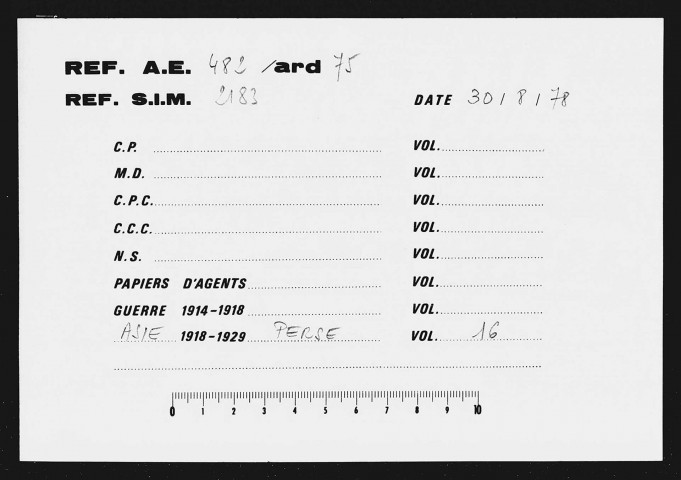 REF. A.E. 482 /ard 75
REF. S.I.M. 2183 DATE 30/8/78
C.P. VOL.
M.D. VOL.
C.P.C. VOL.
C.C.C. VOL.
N.S. VOL.
PAPIERS D'AGENTS VOL.
GUERRE 1914-1918 VOL.
ASIE 1918-1929 PERSE VOL. 16
0 1 2 3 4 5 6 7 8 9 10